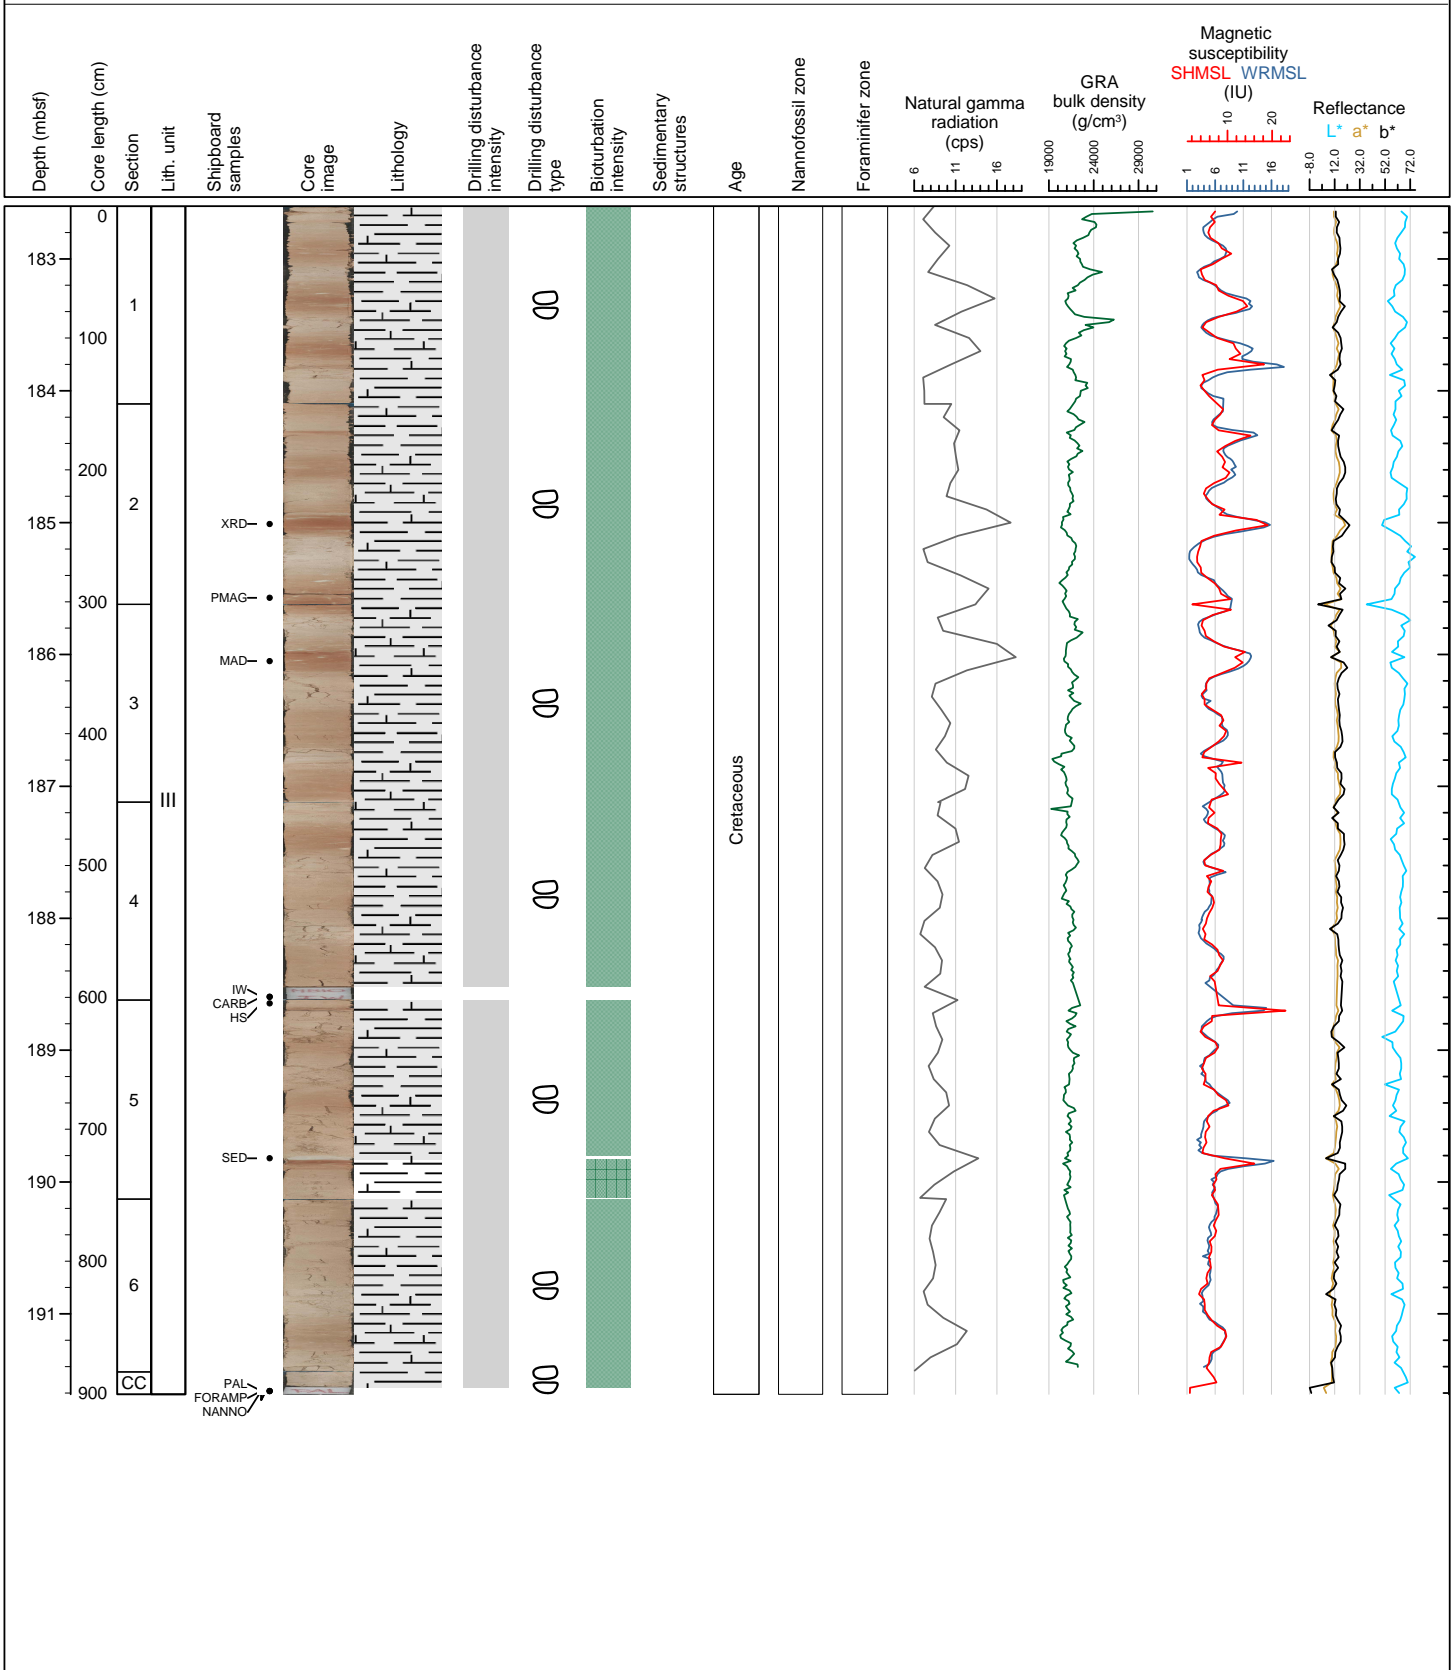 Depth (mbsf)
Core length (cm)
Section
Lith. unit
Shipboard
samples
Core
image
Lithology
Drilling disturbance
intensity
Drilling disturbance
type
Bioturbation
intensity
Sedimentary
structures
Age
Nannofossil zone
Foraminifer zone
Natural gamma
radiation
(cps)
6 11 16
GRA
bulk density
(g/cm³)
19000 24000 29000
Magnetic
susceptibility
SHMSL WRMSL
(IU)
10 20
1 6 11 16
Reflectance
L* a* b*
-8.0 12.0 32.0 52.0 72.0
0
183
1
100
184
200
2
XRD
185
PMAG
300
186
MAD
3
400
187
III
Cretaceous
500
4
188
IW
600
CARB
HS
189
5
700
SED
190
800
6
191
CC
PAL
900
FORAMP
NANNO